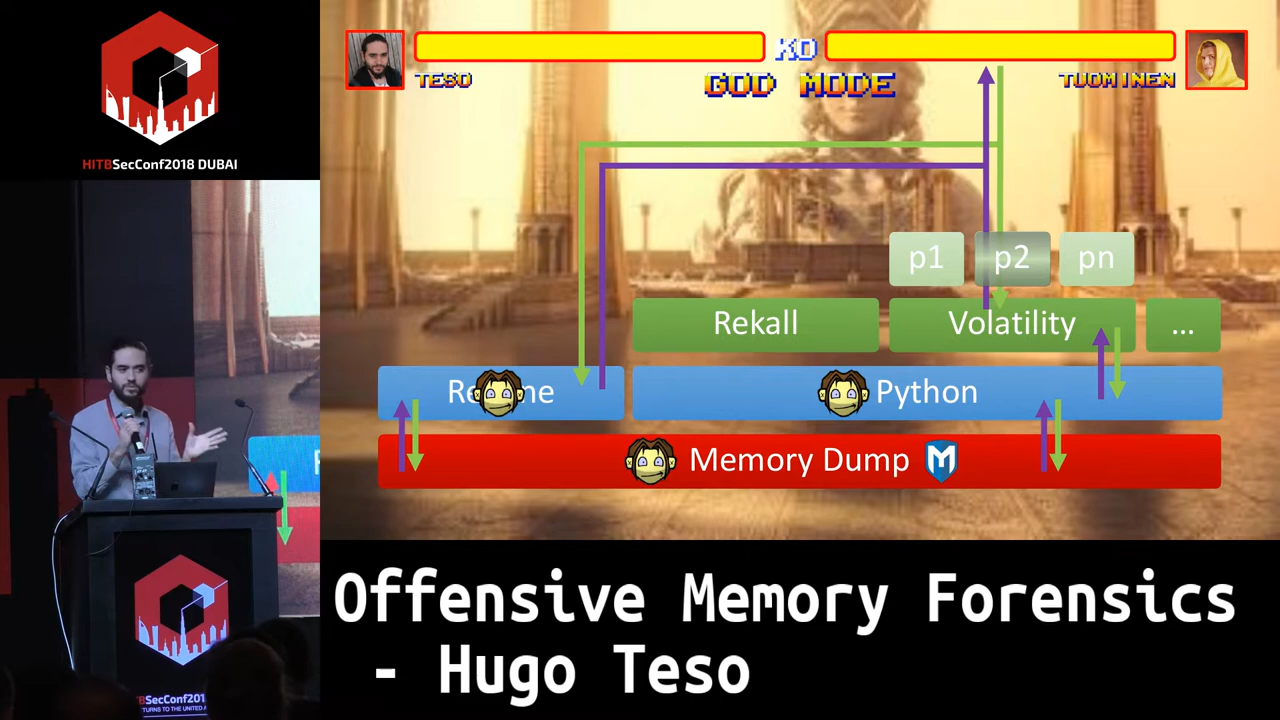 HITBSecConf2018 DUBAI
TESO
KO
GOD MODE
TUOMINEN
p1
p2
pn
Rekall
Volatility
...
Python
Memory Dump
Offensive Memory Forensics
- Hugo Teso